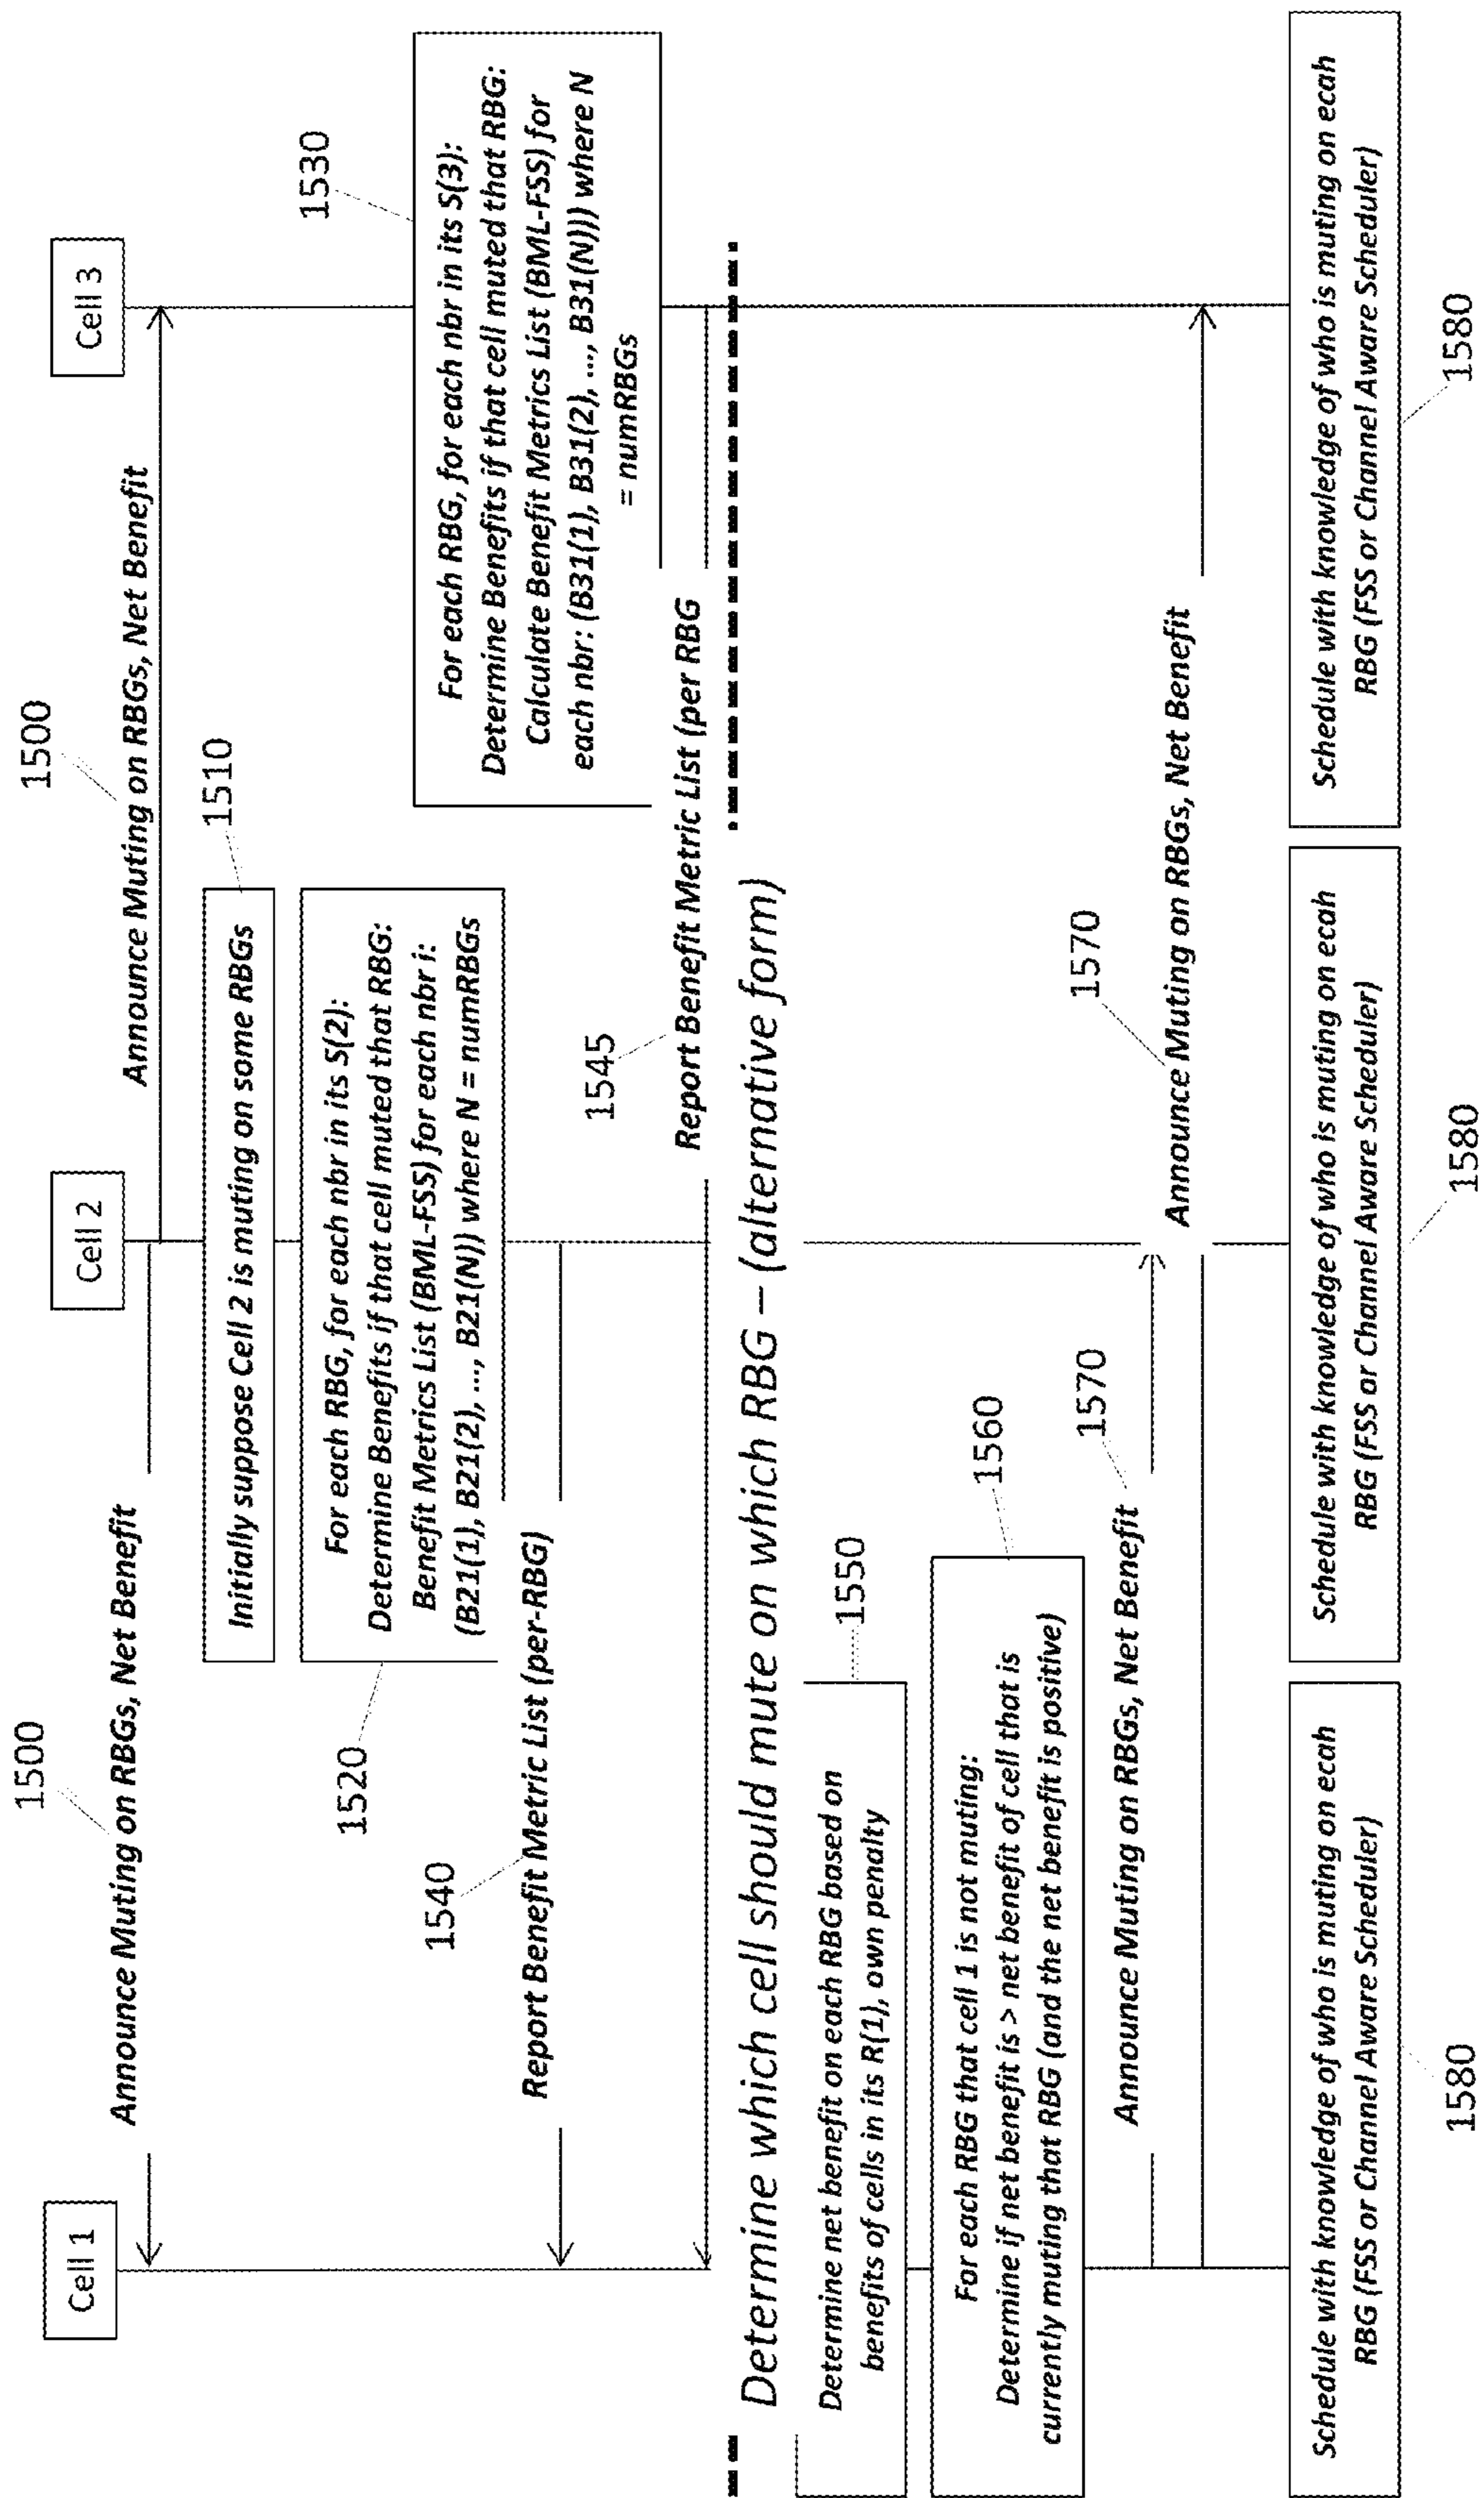 Cell 1
Cell 2
Cell 3
1500
1500
Announce Muting on RBGs, Net Benefit
Announce Muting on RBGs, Net Benefit
1510
Initially suppose Cell 2 is muting on some RBGs
1520
For each RBG, for each nbr in its S(2):
Determine Benefits if that cell muted that RBG:
Benefit Metrics List (BML-FSS) for each nbr i:
(B21(1), B21(2), ..., B21(N)) where N = numRBGs
1530
For each RBG, for each nbr in its S(3):
Determine Benefits if that cell muted that RBG:
Calculate Benefit Metrics List (BML-FSS) for
each nbr: (B31(1), B31(2), ..., B31(N))) where N
= numRBGs
1540
Report Benefit Metric List (per-RBG)
1545
Report Benefit Metric List (per RBG
Determine which cell should mute on which RBG – (alternative form)
1550
Determine net benefit on each RBG based on
benefits of cells in its R(1), own penalty
1560
For each RBG that cell 1 is not muting:
Determine if net benefit is > net benefit of cell that is
currently muting that RBG (and the net benefit is positive)
1570
Announce Muting on RBGs, Net Benefit
1570
Announce Muting on RBGs, Net Benefit
Schedule with knowledge of who is muting on ecah
RBG (FSS or Channel Aware Scheduler)
Schedule with knowledge of who is muting on ecah
RBG (FSS or Channel Aware Scheduler)
Schedule with knowledge of who is muting on ecah
RBG (FSS or Channel Aware Scheduler)
1580
1580
1580